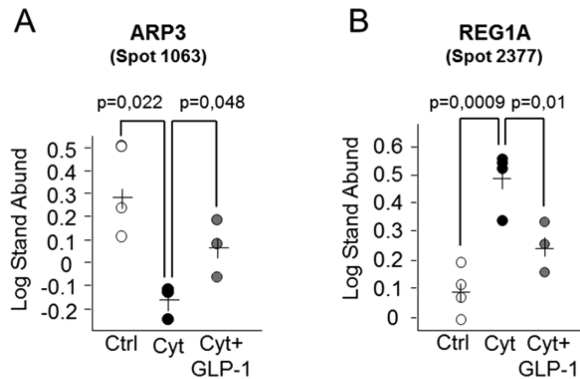 A
ARP3
(Spot 1063)
p=0,022
p=0,048
Log Stand Abund
0.5
0.4
0.3
0.2
0.1
0
-0.1
-0.2
Ctrl
Cyt
Cyt+
GLP-1
B
REG1A
(Spot 2377)
p=0,0009
p=0,01
Log Stand Abund
0.6
0.5
0.4
0.3
0.2
0.1
0
Ctrl
Cyt
Cyt+
GLP-1